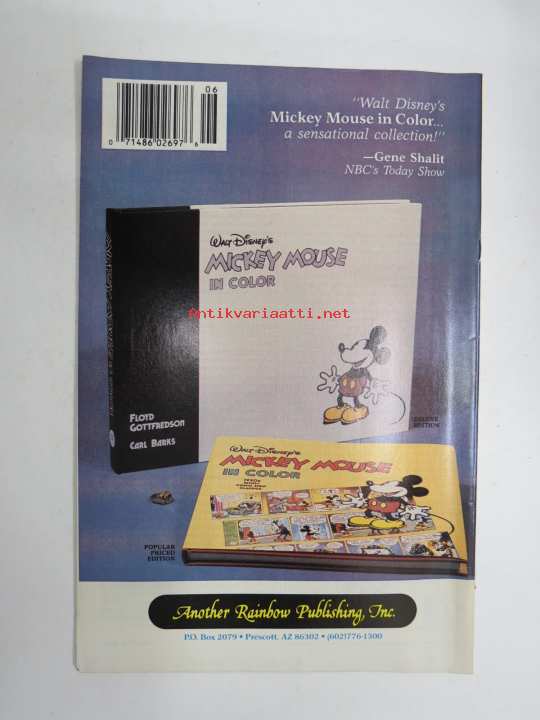 06
0 71486 02697 6
"Walt Disney's
Mickey Mouse in Color...
a sensational collection!"
—Gene Shalit
NBC's Today Show
WALT DISNEY'S
MICKEY MOUSE
IN COLOR
Antikvariaatti.net
FLOYD
GOTTFREDSON
CARL BARKS
DELUXE
EDITION
WALT DISNEY'S
MICKEY MOUSE
IN COLOR
POPULAR
PRICED
EDITION
Another Rainbow Publishing, Inc.
P.O. Box 2079 • Prescott, AZ 86302 • (602)776-1300